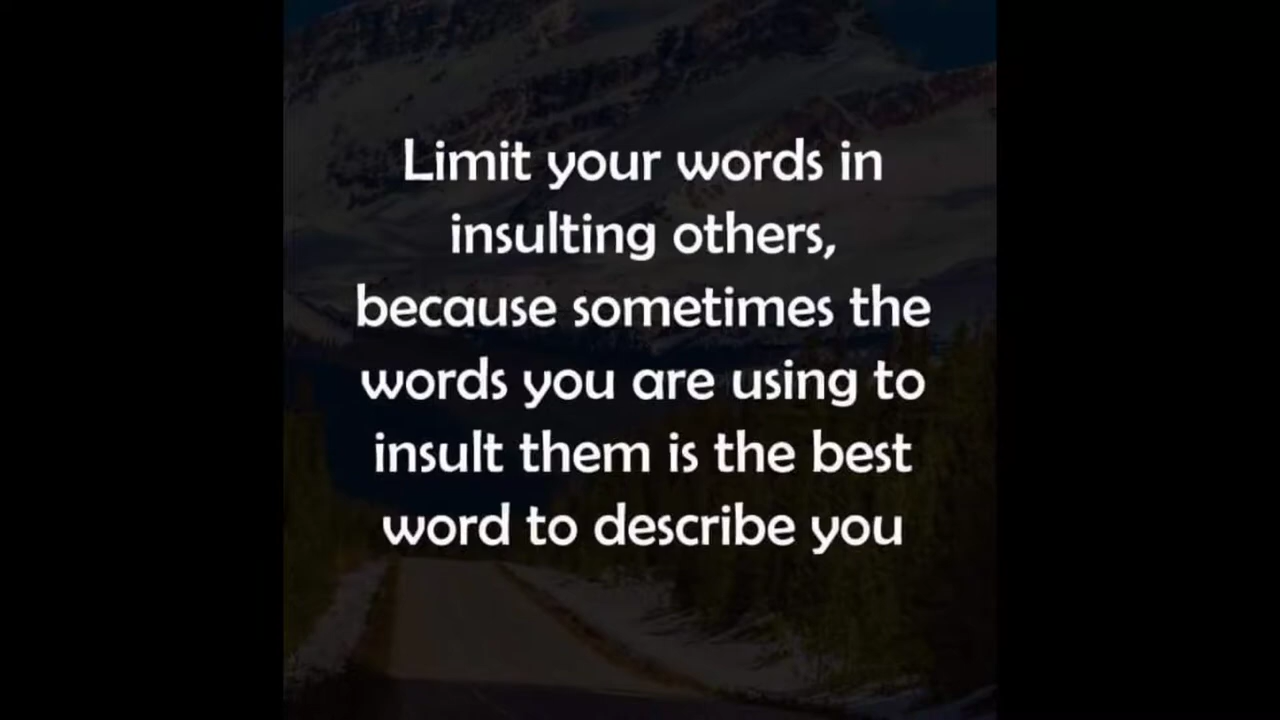 Limit your words in
insulting others,
because sometimes the
words you are using to
insult them is the best
word to describe you